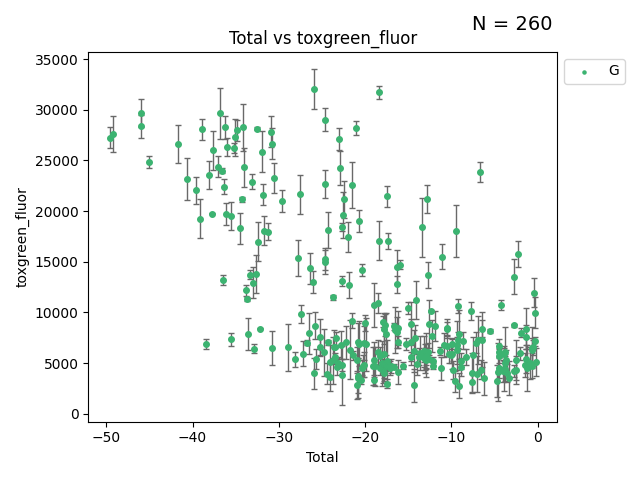 N = 260
Total vs toxgreen_fluor
G
toxgreen_fluor
35000
30000
25000
20000
15000
10000
5000
0
−50 −40 −30 −20 −10 0
Total